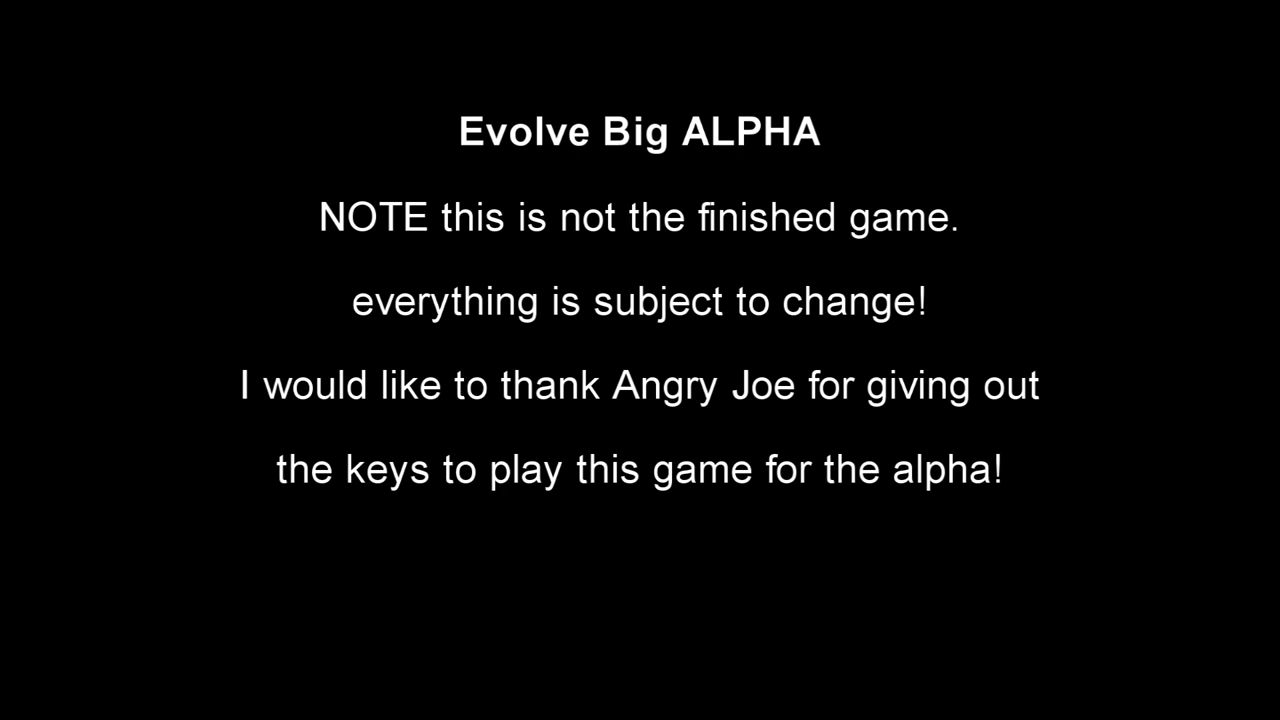 Evolve Big ALPHA
NOTE this is not the finished game.
everything is subject to change!
I would like to thank Angry Joe for giving out
the keys to play this game for the alpha!